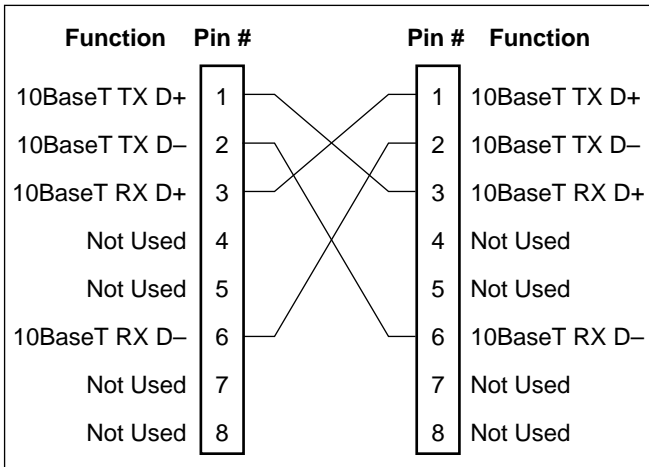 Function Pin # Pin # Function
10BaseT TX D+ 1 1 10BaseT TX D+
10BaseT TX D– 2 2 10BaseT TX D–
10BaseT RX D+ 3 3 10BaseT RX D+
Not Used 4 4 Not Used
Not Used 5 5 Not Used
10BaseT RX D– 6 6 10BaseT RX D–
Not Used 7 7 Not Used
Not Used 8 8 Not Used